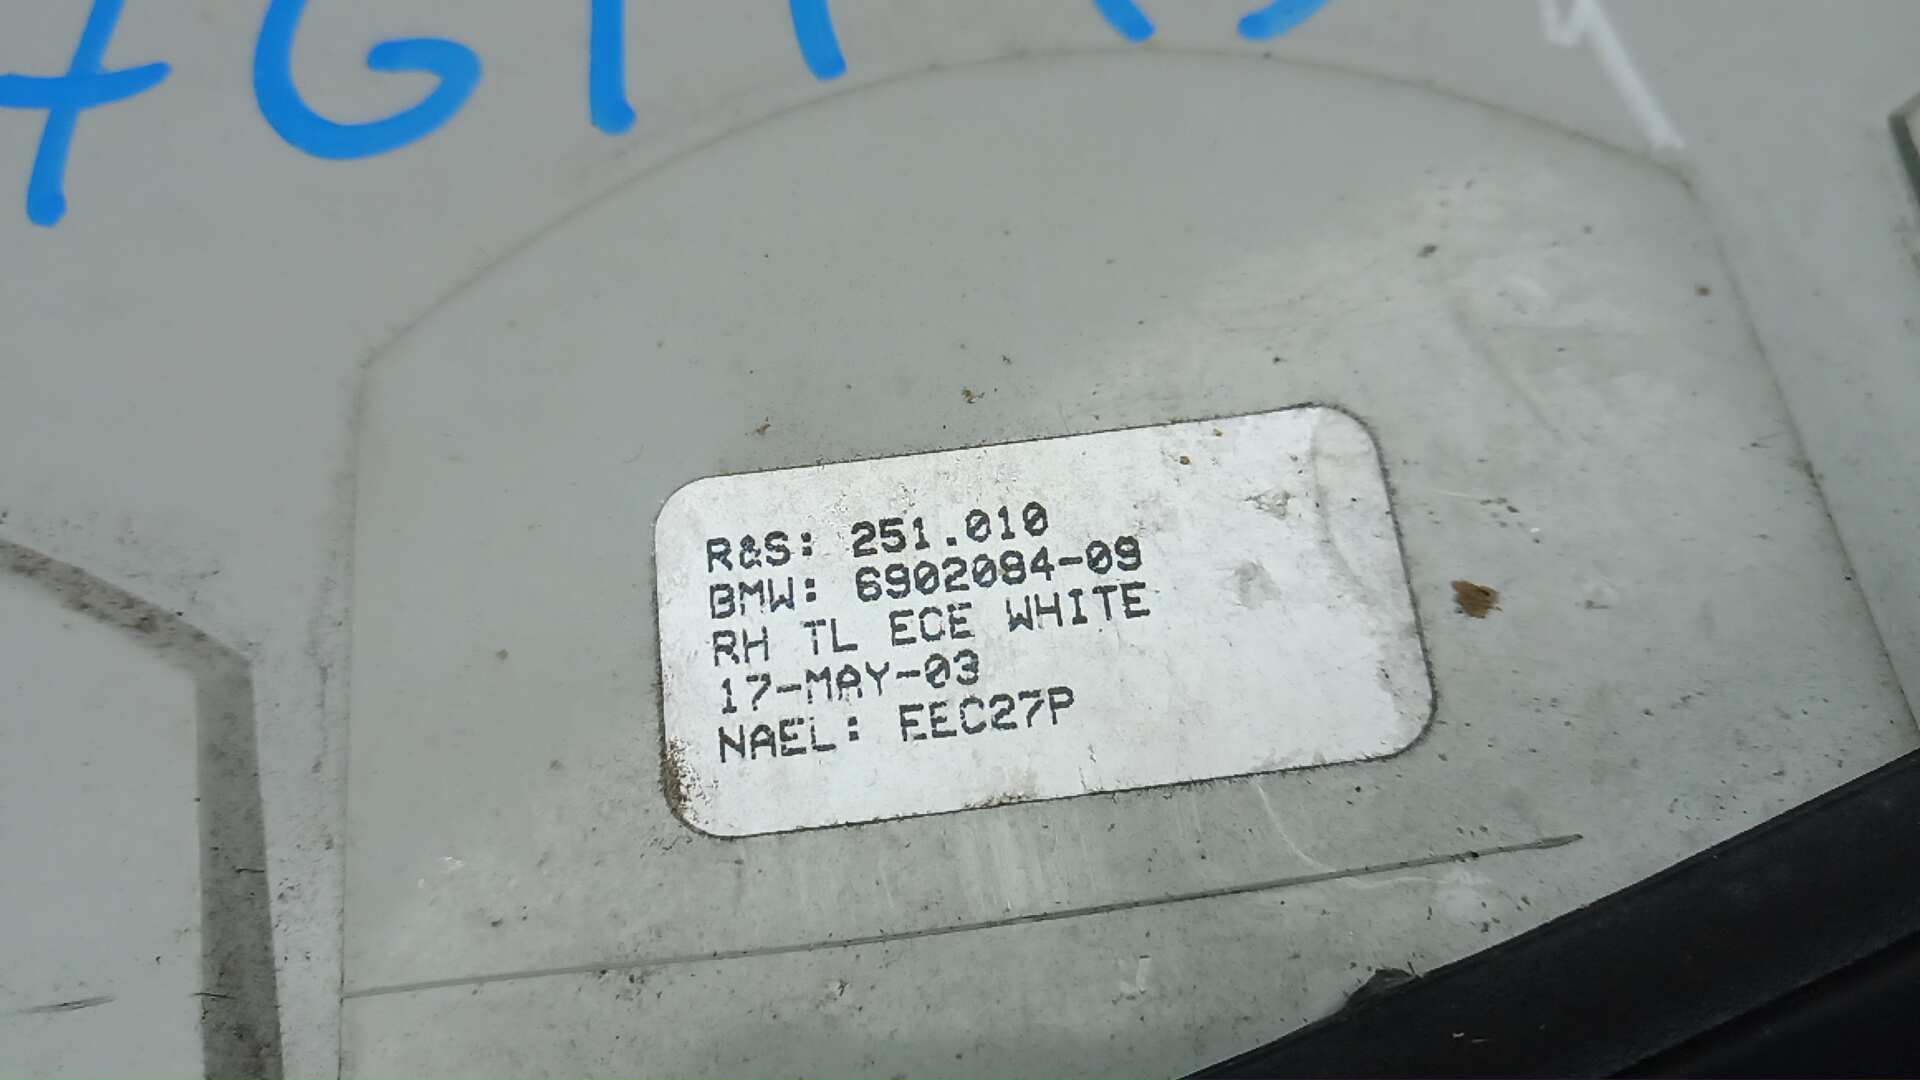 R&S: 251.010
BMW: 6902084-09
RH TL ECE WHITE
17-MAY-03
NAEL: EEC27P